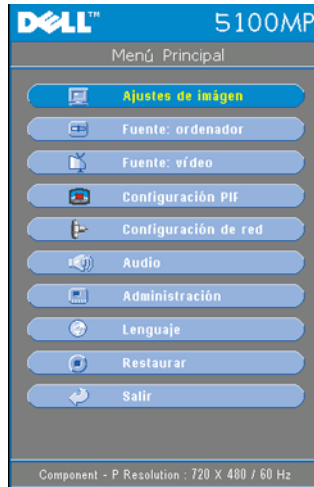 DELL™ 5100MP
Menú Principal
Ajustes de imágen
Fuente: ordenador
Fuente: vídeo
Configuración PIF
Configuración de red
Audio
Administración
Lenguaje
Restaurar
Salir
Component - P Resolution : 720 X 480 / 60 Hz